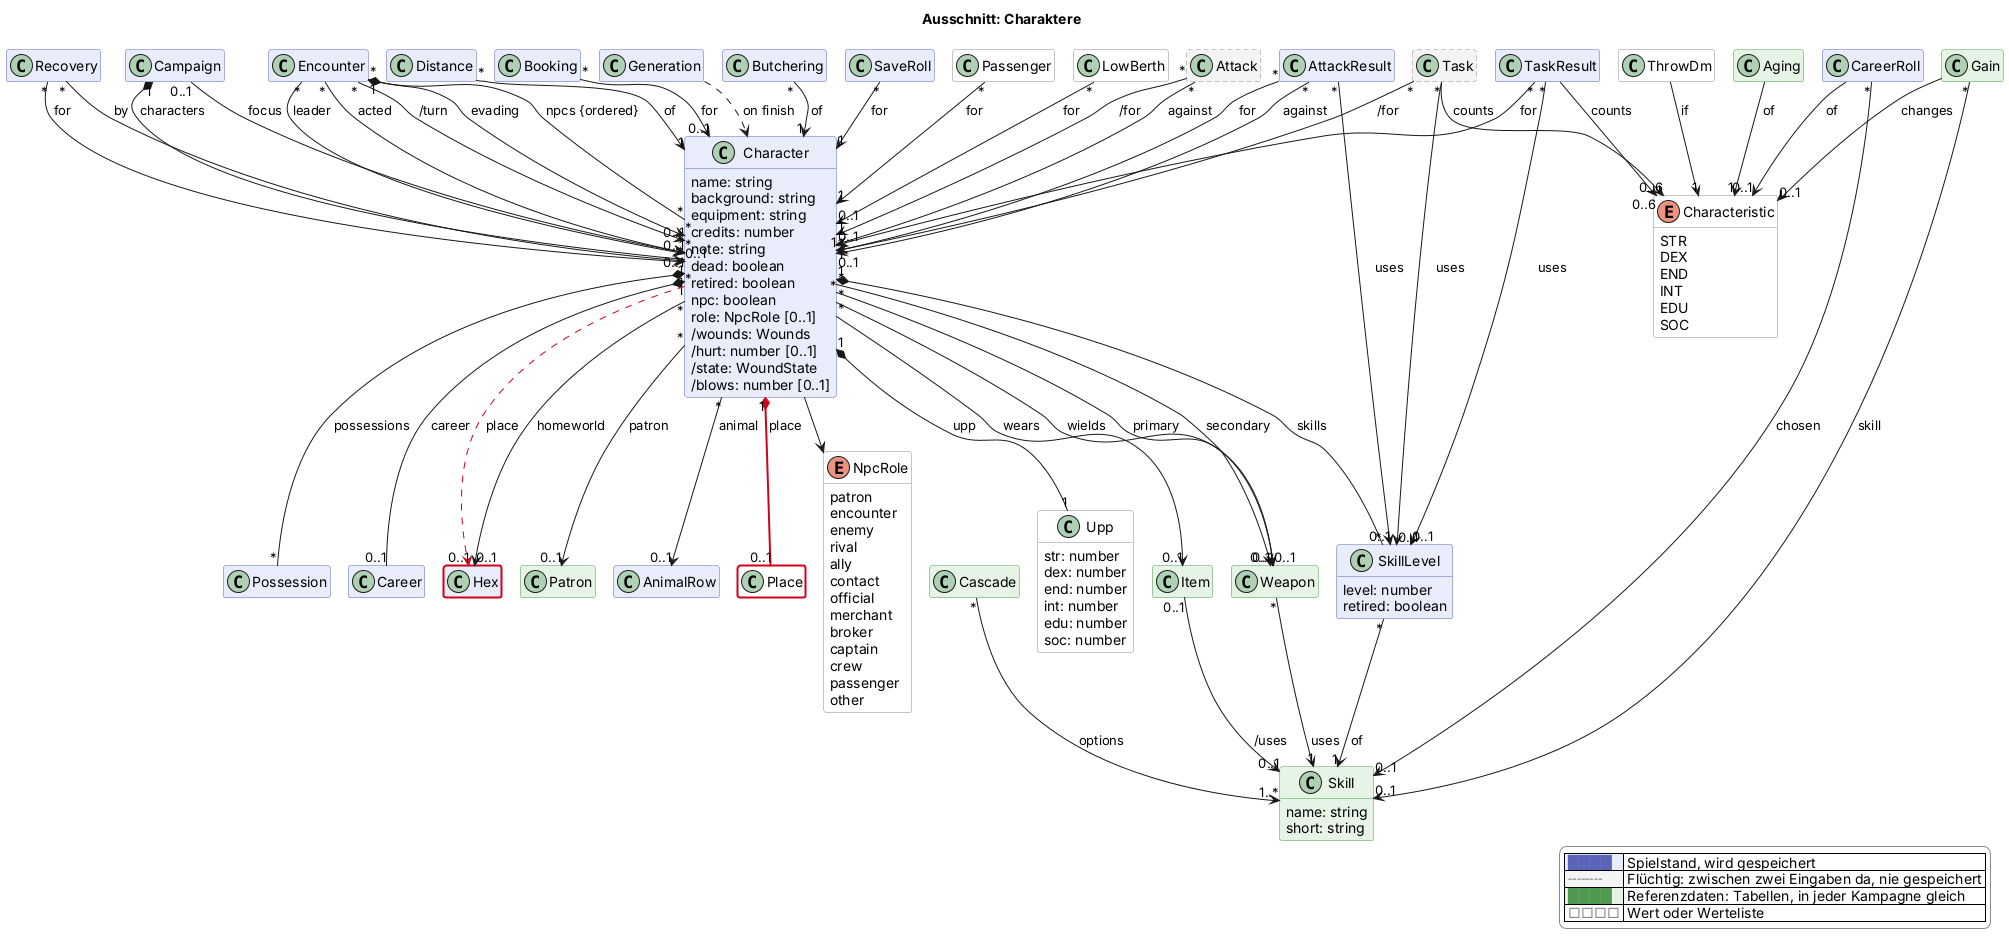 Ausschnitt: Charaktere
Recovery
Campaign
Encounter
Distance
Booking
Generation
Butchering
SaveRoll
Passenger
LowBerth
Attack
AttackResult
Task
TaskResult
ThrowDm
Aging
CareerRoll
Gain
for
by
characters
focus
leader
acted
/turn
evading
npcs {ordered}
of
for
on finish
of
for
for
for
/for
against
for
against
/for
counts
for
counts
if
of
of
changes
Character
name: string
background: string
equipment: string
credits: number
note: string
dead: boolean
retired: boolean
npc: boolean
role: NpcRole [0..1]
/wounds: Wounds
/hurt: number [0..1]
/state: WoundState
/blows: number [0..1]
Characteristic
STR
DEX
END
INT
EDU
SOC
uses
uses
uses
possessions
career
place
homeworld
patron
animal
place
upp
wears
wields
primary
secondary
skills
chosen
skill
NpcRole
patron
encounter
enemy
rival
ally
contact
official
merchant
broker
captain
crew
passenger
other
Upp
str: number
dex: number
end: number
int: number
edu: number
soc: number
SkillLevel
level: number
retired: boolean
Possession
Career
Hex
Patron
AnimalRow
Place
Cascade
Item
Weapon
options
/uses
uses
of
Skill
name: string
short: string
Spielstand, wird gespeichert
Flüchtig: zwischen zwei Eingaben da, nie gespeichert
Referenzdaten: Tabellen, in jeder Kampagne gleich
Wert oder Werteliste